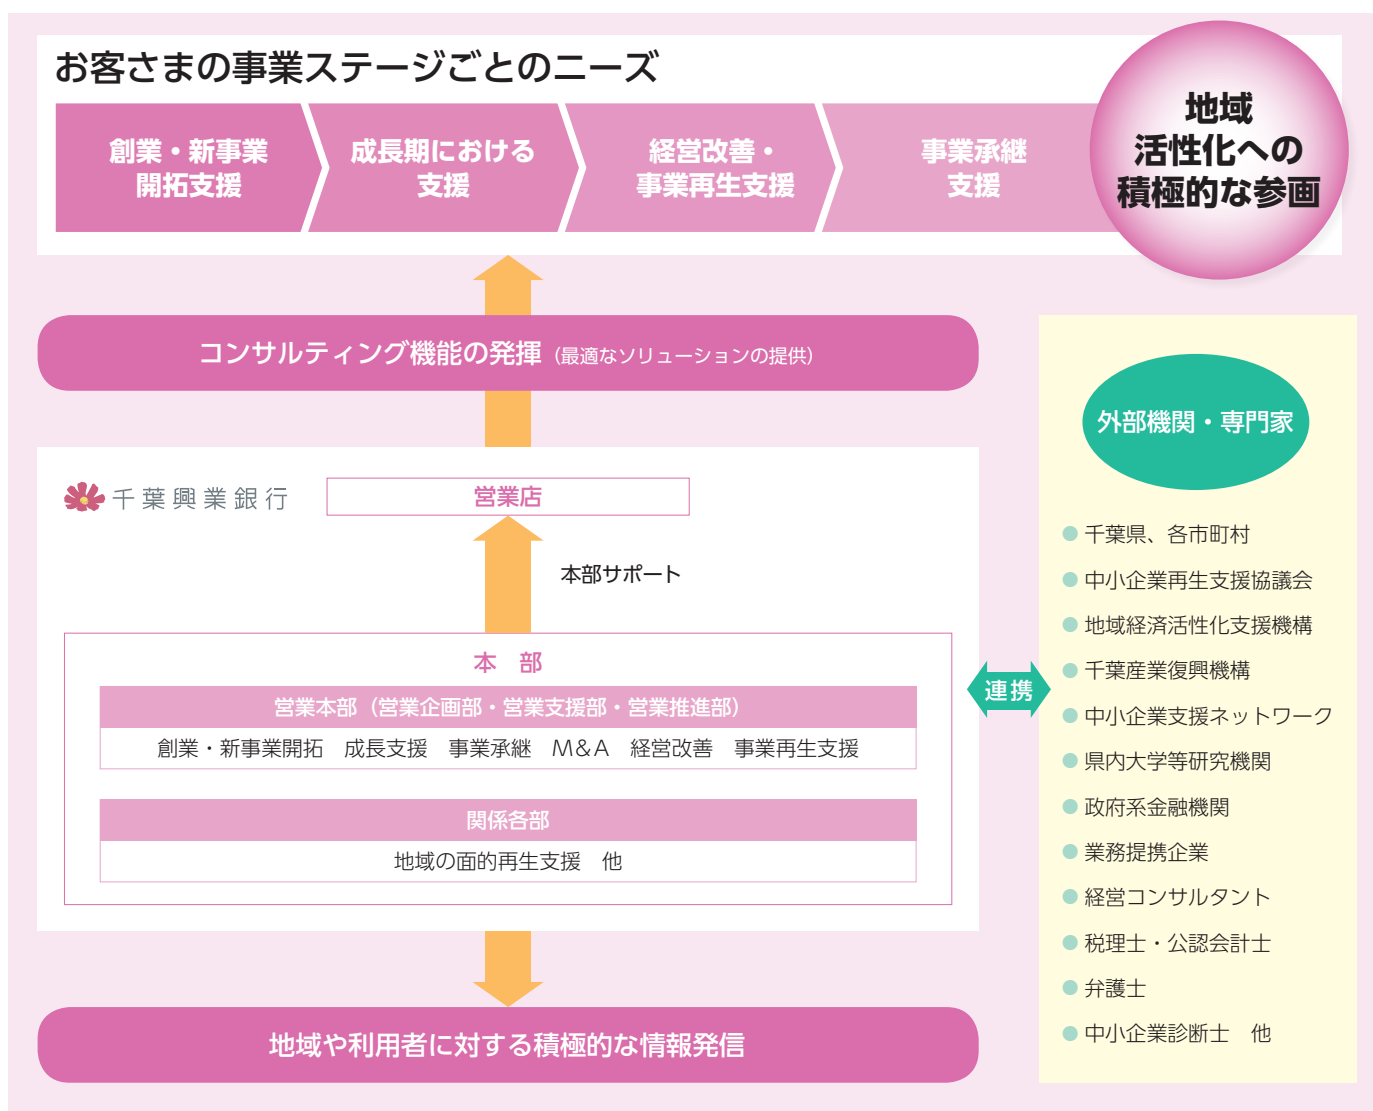 お客さまの事業ステージごとのニーズ
創業・新事業
開拓支援
成長期における
支援
経営改善・
事業再生支援
事業承継
支援
地域
活性化への
積極的な参画
コンサルティング機能の発揮（最適なソリューションの提供）
千葉興業銀行
営業店
本部サポート
本　部
営業本部（営業企画部・営業支援部・営業推進部）
創業・新事業開拓　成長支援　事業承継　M＆A　経営改善　事業再生支援
関係各部
地域の面的再生支援　他
地域や利用者に対する積極的な情報発信
連携
外部機関・専門家
千葉県、各市町村
中小企業再生支援協議会
地域経済活性化支援機構
千葉産業復興機構
中小企業支援ネットワーク
県内大学等研究機関
政府系金融機関
業務提携企業
経営コンサルタント
税理士・公認会計士
弁護士
中小企業診断士　他